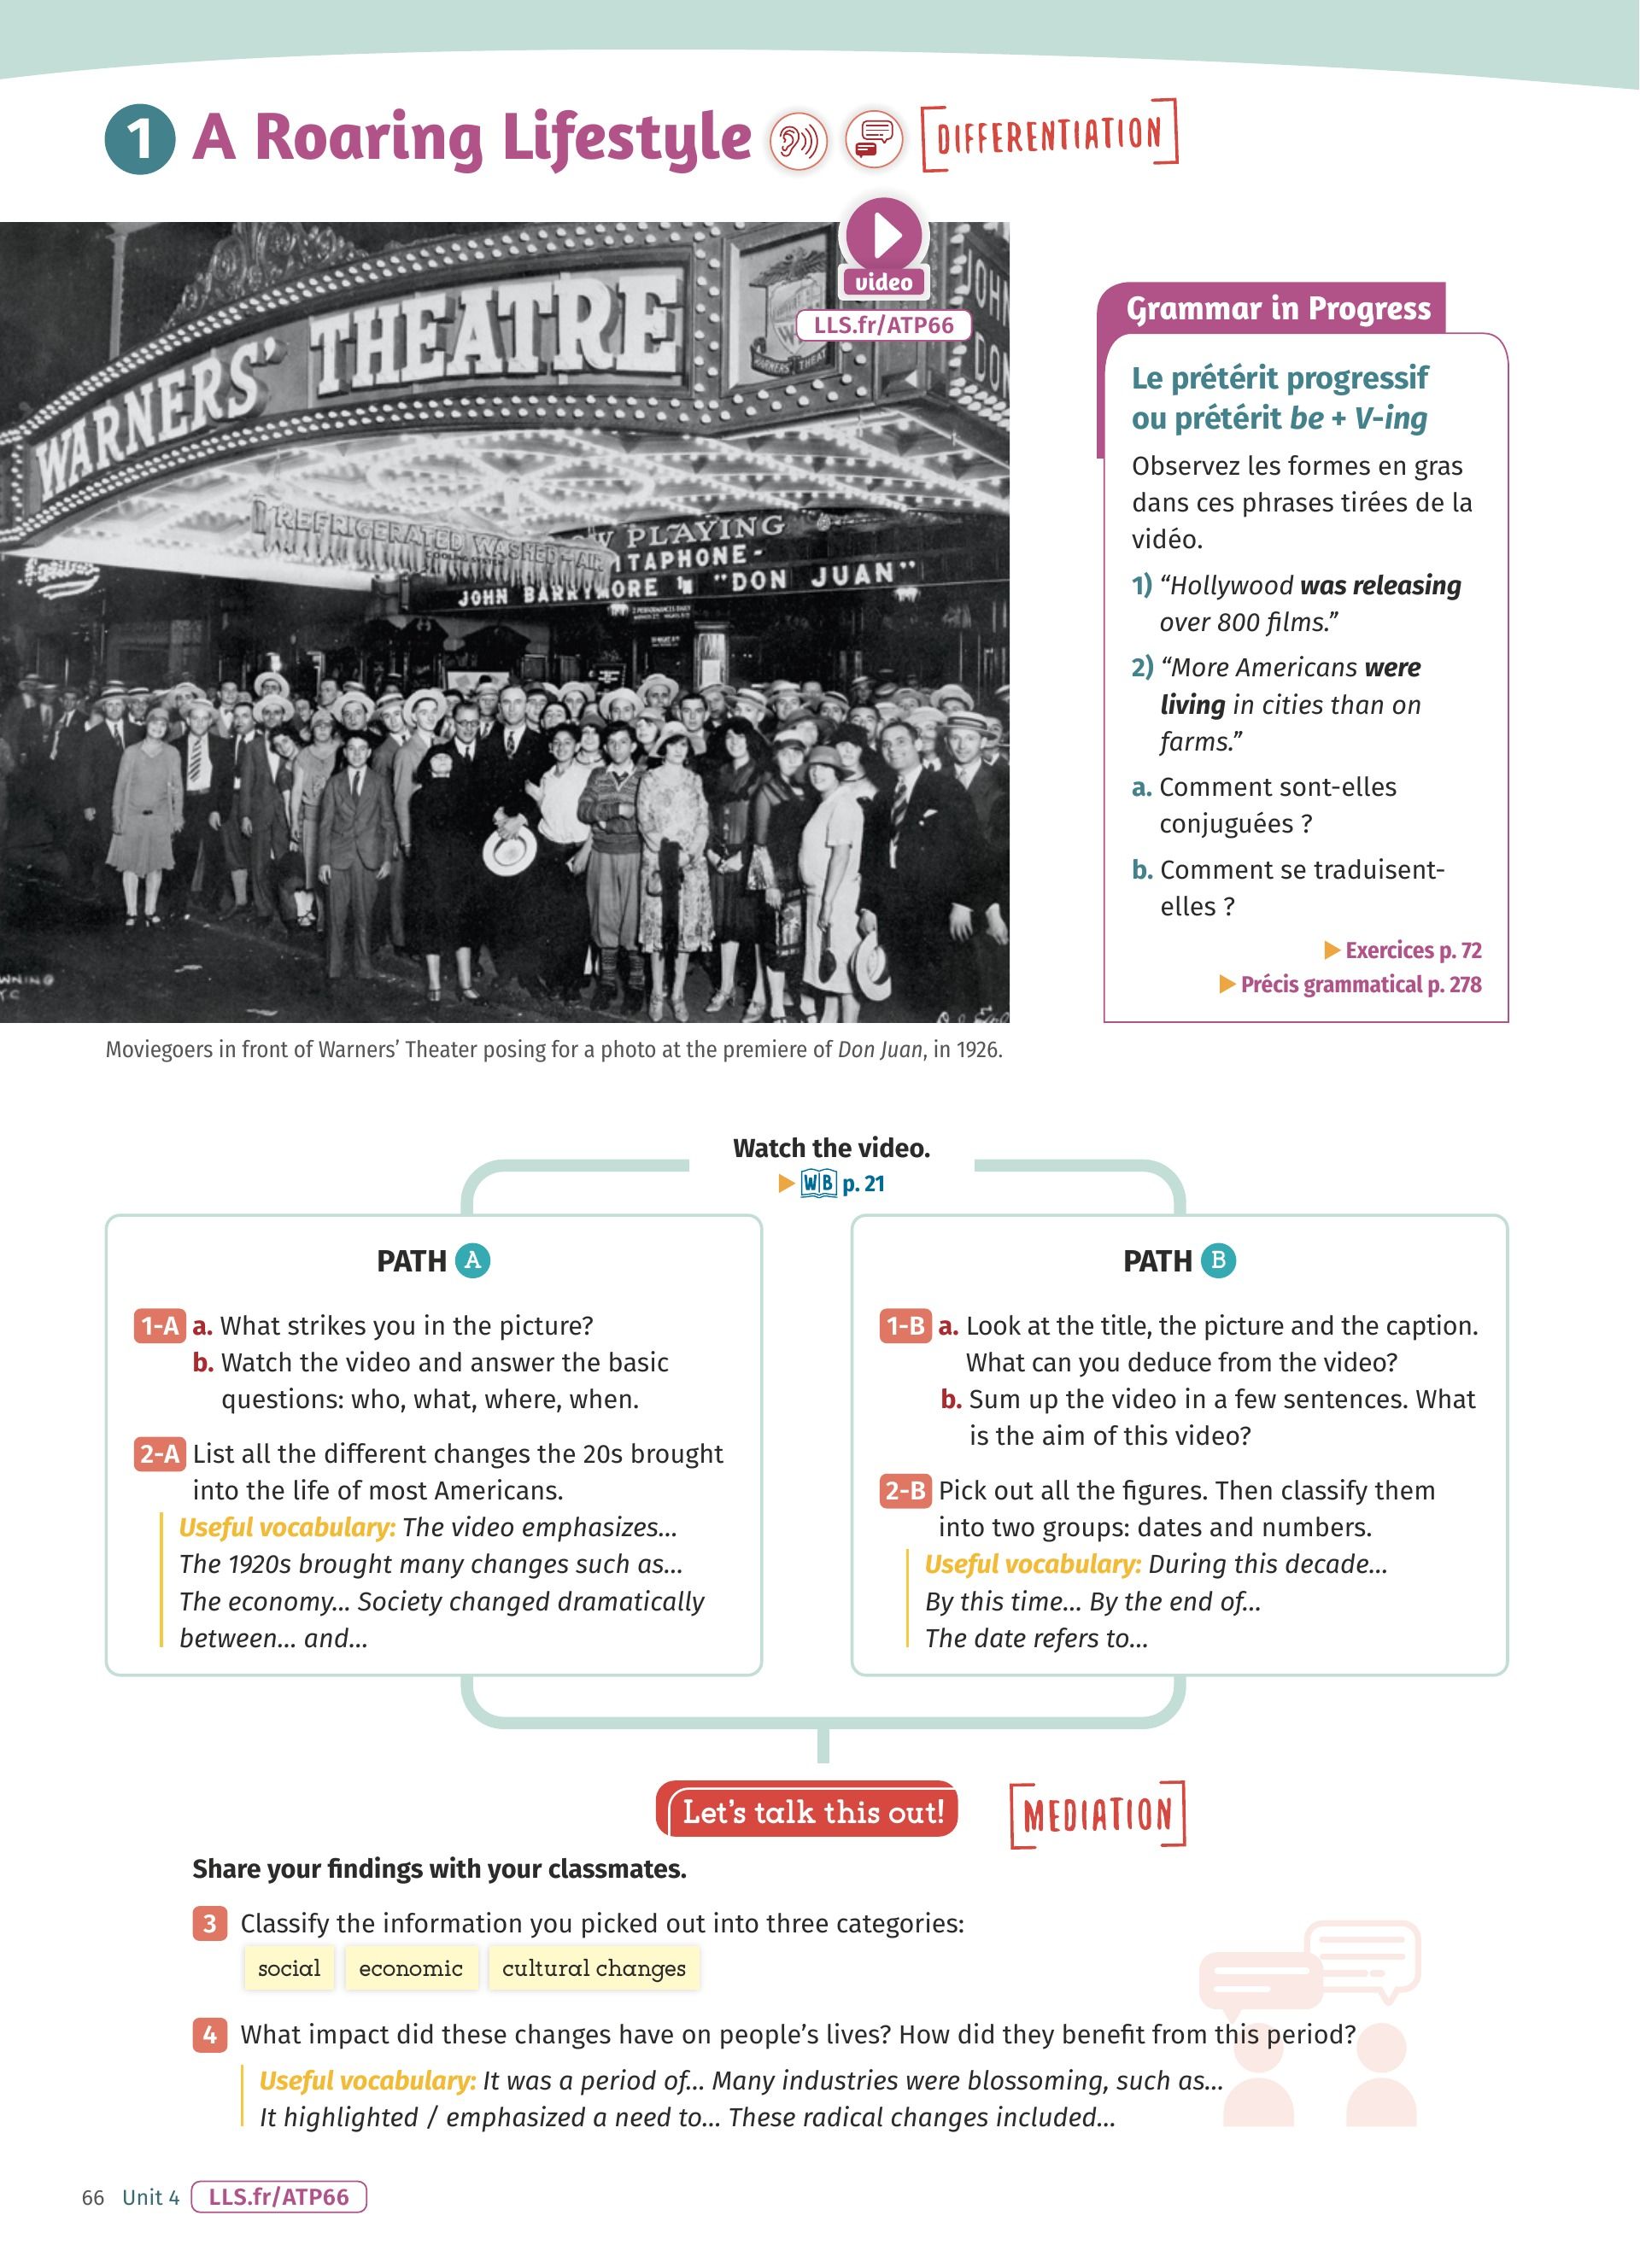 1 A Roaring Lifestyle
[DIFFERENTIATION]
video
LLS.fr/ATP66
WARNERS' THEATRE
JOHN
DON
REFRIGERATED WASHED-AIR
COOLING
PLAYING
TAPHONE-
JOHN BARRYMORE IN "DON JUAN"
Moviegoers in front of Warners’ Theater posing for a photo at the premiere of Don Juan, in 1926.
Grammar in Progress
Le prétérit progressif
ou prétérit be + V-ing
Observez les formes en gras
dans ces phrases tirées de la
vidéo.
1) “Hollywood was releasing
over 800 films.”
2) “More Americans were
living in cities than on
farms.”
a. Comment sont-elles
conjuguées ?
b. Comment se traduisent-
elles ?
Exercices p. 72
Précis grammatical p. 278
Watch the video.
WB p. 21
PATH A
1-A a. What strikes you in the picture?
b. Watch the video and answer the basic
questions: who, what, where, when.
2-A List all the different changes the 20s brought
into the life of most Americans.
Useful vocabulary: The video emphasizes...
The 1920s brought many changes such as...
The economy... Society changed dramatically
between... and...
PATH B
1-B a. Look at the title, the picture and the caption.
What can you deduce from the video?
b. Sum up the video in a few sentences. What
is the aim of this video?
2-B Pick out all the figures. Then classify them
into two groups: dates and numbers.
Useful vocabulary: During this decade...
By this time... By the end of...
The date refers to...
Let’s talk this out!
[MEDIATION]
Share your findings with your classmates.
3 Classify the information you picked out into three categories:
social economic cultural changes
4 What impact did these changes have on people’s lives? How did they benefit from this period?
Useful vocabulary: It was a period of... Many industries were blossoming, such as...
It highlighted / emphasized a need to... These radical changes included...
66 Unit 4 LLS.fr/ATP66